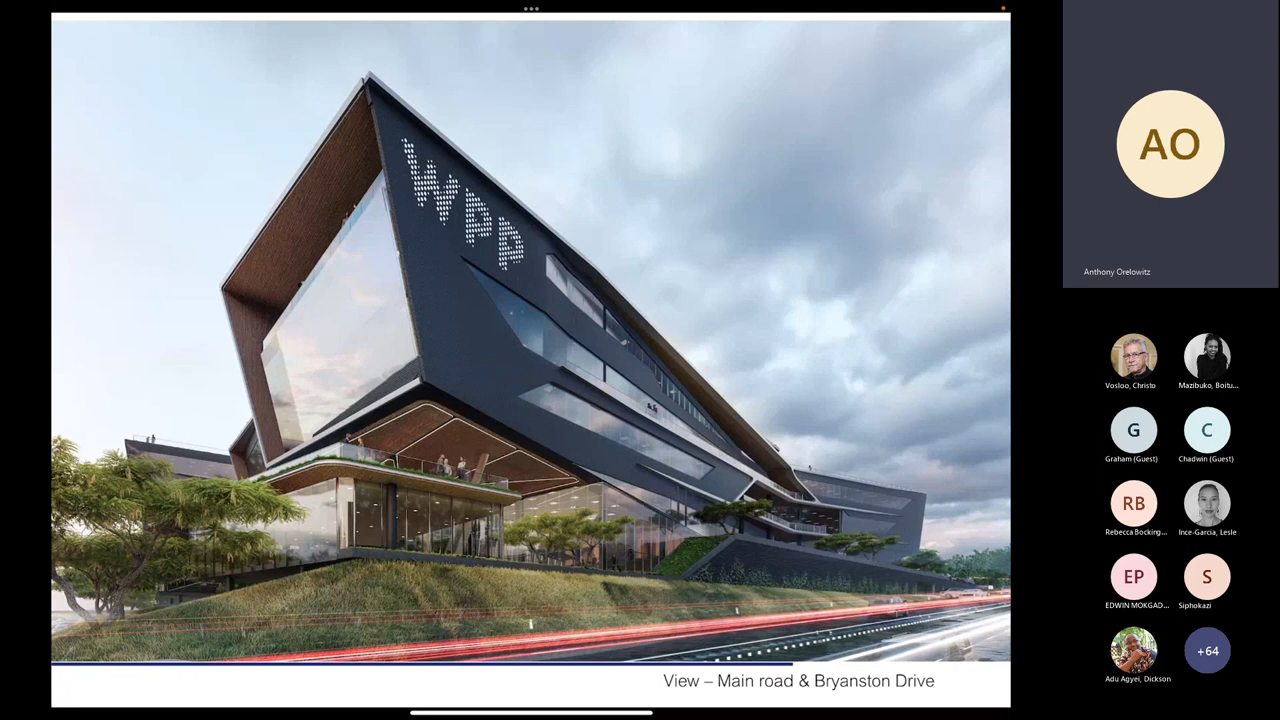 WPP
View – Main road & Bryanston Drive
AO
Anthony Orelowitz
Vosloo, Christo
Mazibuko, Boitu...
G
C
Graham (Guest)
Chadwin (Guest)
RB
Rebecca Bocking...
Ince-Garcia, Lesle
EP
S
EDWIN MOKGAD...
Siphokazi
+64
Adu Agyei, Dickson